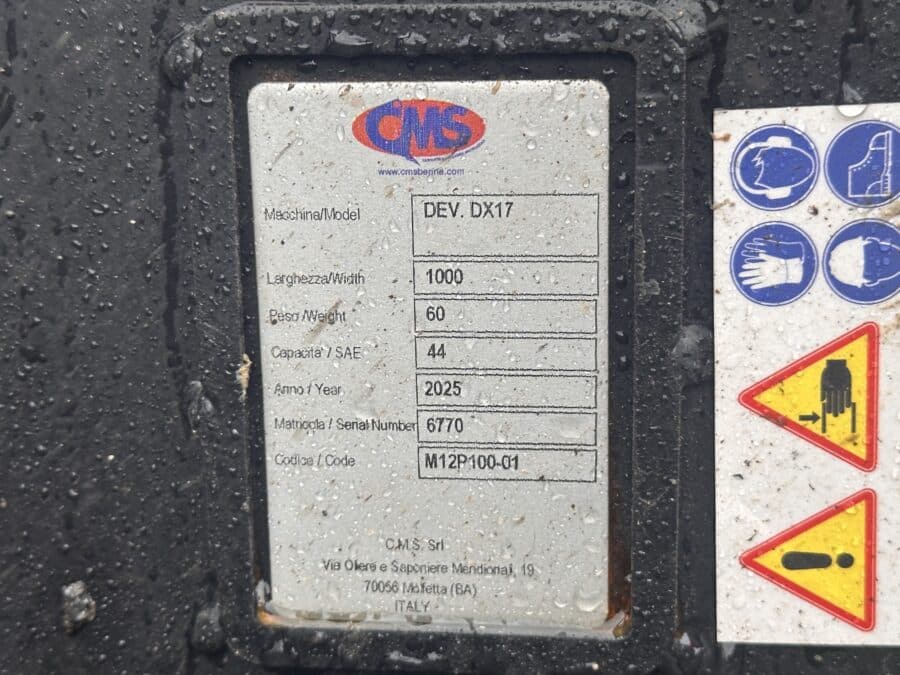 CMS
www.cmsbenne.com
Macchina/Model DEV. DX17
Larghezza/Width 1000
Peso/Weight 60
Capacita' / SAE 44
Anno / Year 2025
Matricola / Serial Number 6770
Codice / Code M12P100-01
C.M.S. Srl
Via Olere e Saponiere Meridionali, 19
70056 Molfetta (BA)
ITALY